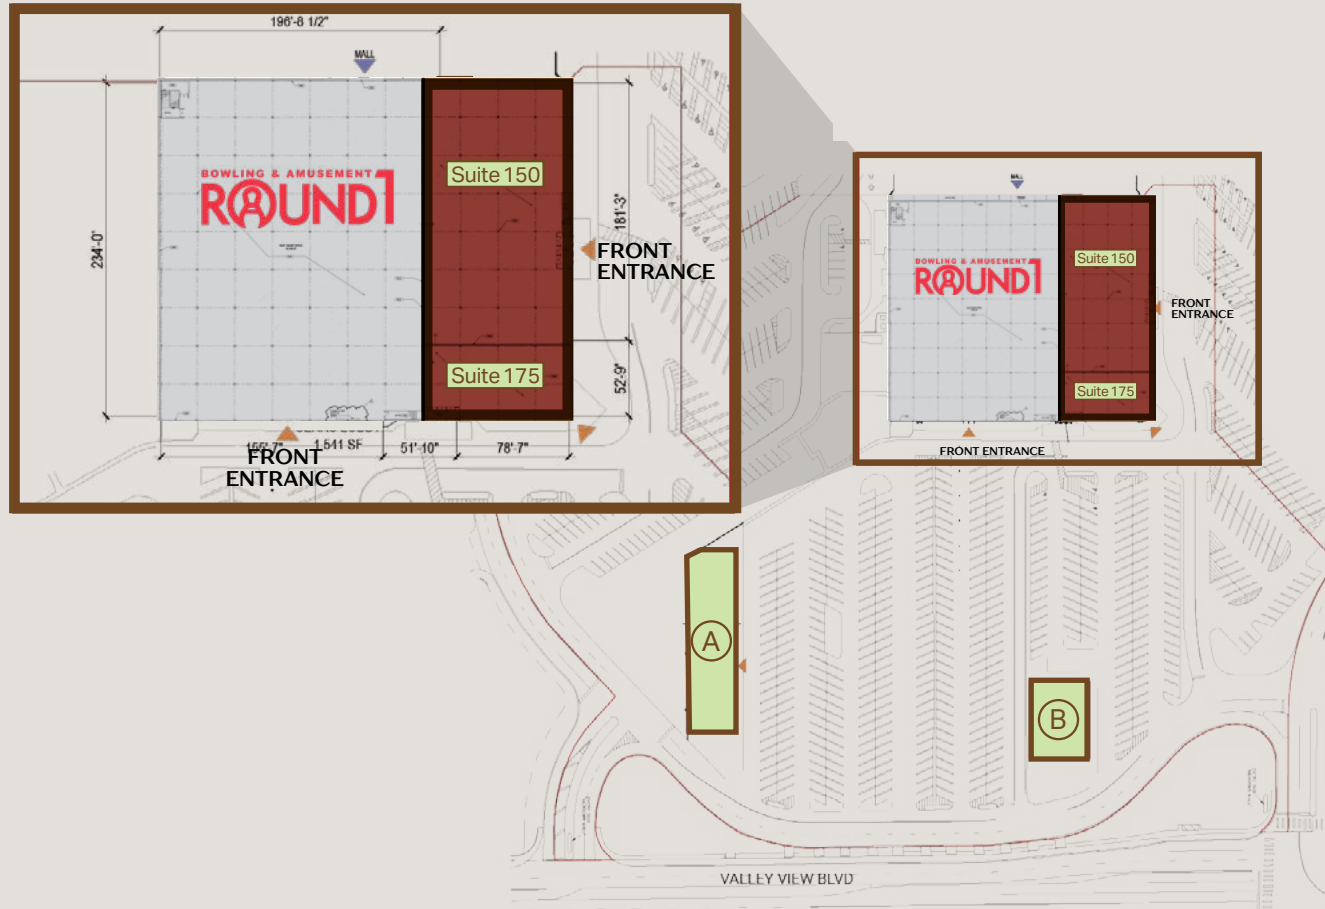 196'-8 1/2"
MALL
BOWLING & AMUSEMENT
ROUND1
Suite 150
181'-3"
234'-0"
FRONT
ENTRANCE
Suite 175
52'-9"
1,541 SF
155'-7"
51'-10"
78'-7"
FRONT
ENTRANCE
MALL
BOWLING & AMUSEMENT
ROUND1
Suite 150
FRONT
ENTRANCE
Suite 175
FRONT ENTRANCE
A
B
VALLEY VIEW BLVD